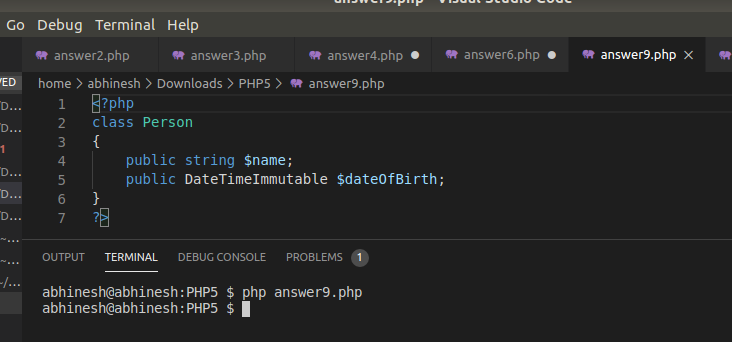 answer9.php - Visual Studio Code
Go Debug Terminal Help
answer2.php answer3.php answer4.php answer6.php answer9.php
home > abhinesh > Downloads > PHP5 > answer9.php
1 <?php
2 class Person
3 {
4 public string $name;
5 public DateTimeImmutable $dateOfBirth;
6 }
7 ?>
OUTPUT TERMINAL DEBUG CONSOLE PROBLEMS 1
abhinesh@abhinesh:PHP5 $ php answer9.php
abhinesh@abhinesh:PHP5 $